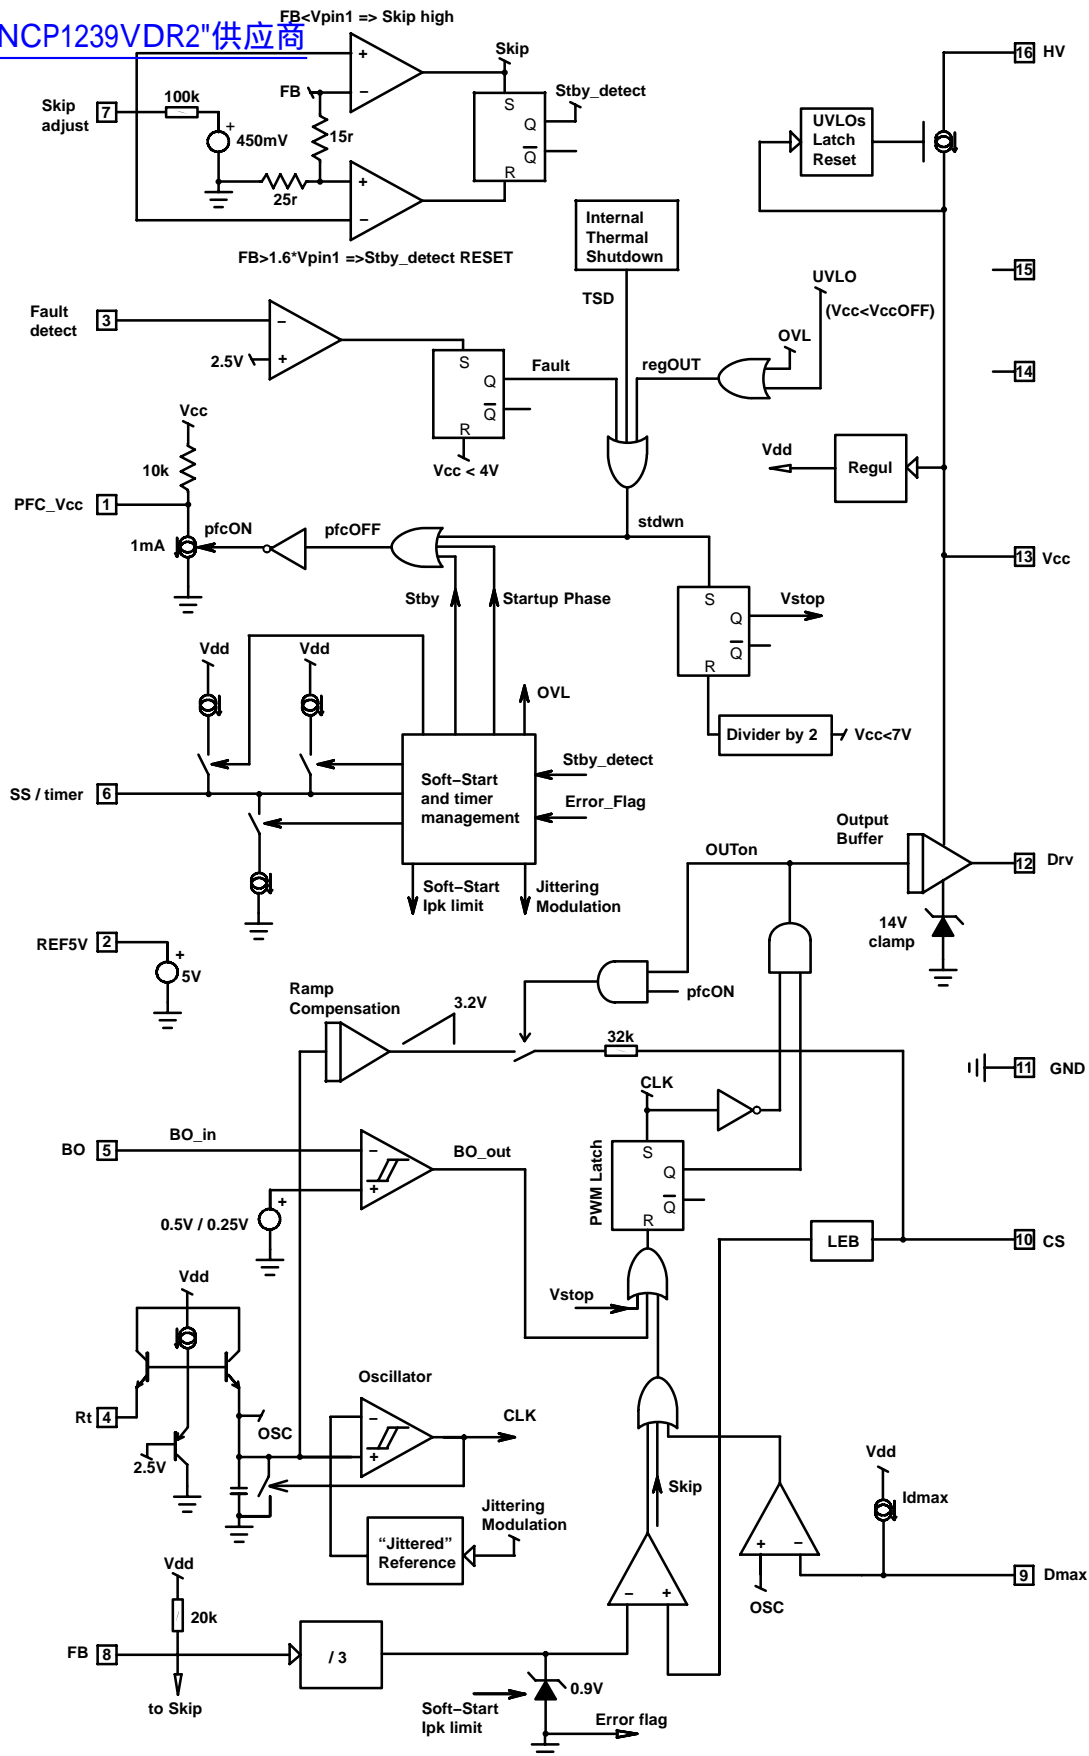 FB<Vpin1 => Skip high
NCP1239VDR2"供应商
Skip
16 HV
+
−
FB
Stby_detect
100k
Skip
adjust
7
+
450mV
15r
S
Q
Q
R
UVLOs
Latch
Reset
25r
+
−
Internal
Thermal
Shutdown
FB>1.6*Vpin1 =>Stby_detect RESET
15
UVLO
(Vcc<VccOFF)
TSD
Fault
detect
3
−
+
2.5V
OVL
S
Q
Q
R
Fault
regOUT
14
Vcc
10k
Vcc < 4V
Vdd
Regul
PFC_Vcc 1
pfcON
pfcOFF
stdwn
1mA
13 Vcc
Stby
Startup Phase
S
Q
Q
R
Vstop
Vdd
Vdd
OVL
Divider by 2
Vcc<7V
Soft−Start
and timer
management
Stby_detect
Error_Flag
SS / timer 6
Output
Buffer
OUTon
12 Drv
Soft−Start
Ipk limit
Jittering
Modulation
14V
clamp
REF5V 2
+
5V
Ramp
Compensation
3.2V
pfcON
32k
11 GND
CLK
BO 5
BO_in
−
+
BO_out
PWM Latch
S
Q
Q
R
+
0.5V / 0.25V
LEB
10 CS
Vdd
Vstop
Oscillator
Rt 4
OSC
−
+
CLK
2.5V
Vdd
Idmax
Skip
Jittering
Modulation
“Jittered”
Reference
+
−
OSC
9 Dmax
Vdd
20k
−
+
FB 8
/ 3
to Skip
0.9V
Soft−Start
Ipk limit
Error flag